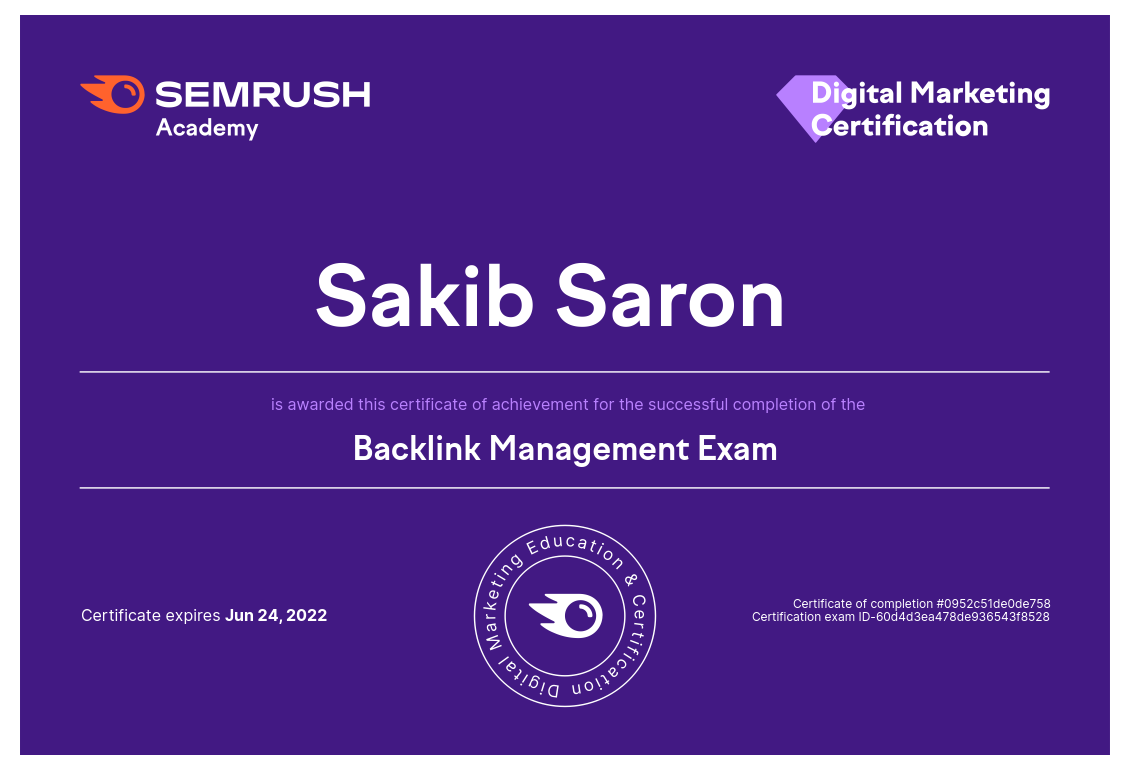 SEMRUSH
Academy
Digital Marketing
Certification
Sakib Saron
is awarded this certificate of achievement for the successful completion of the
Backlink Management Exam
Certificate expires Jun 24, 2022
Digital Marketing Education & Certification
Certificate of completion #0952c51de0de758
Certification exam ID-60d4d3ea478de936543f8528